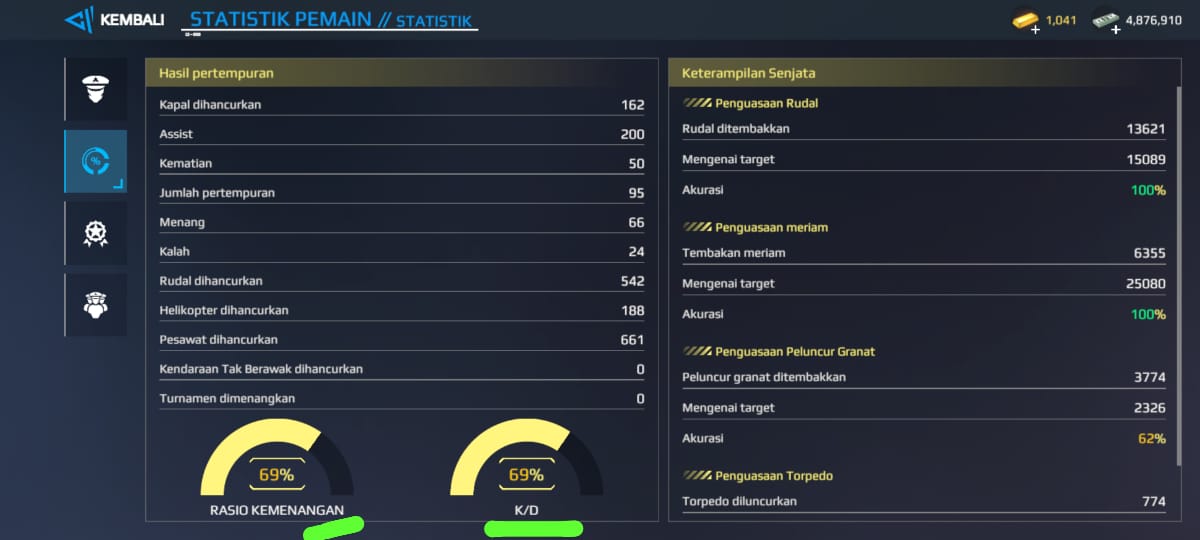 KEMBALI
STATISTIK PEMAIN // STATISTIK
1,041
4,876,910
Hasil pertempuran
Kapal dihancurkan 162
Assist 200
Kematian 50
Jumlah pertempuran 95
Menang 66
Kalah 24
Rudal dihancurkan 542
Helikopter dihancurkan 188
Pesawat dihancurkan 661
Kendaraan Tak Berawak dihancurkan 0
Turnamen dimenangkan 0
69% 69%
RASIO KEMENANGAN K/D
Keterampilan Senjata
Penguasaan Rudal
Rudal ditembakkan 13621
Mengenai target 15089
Akurasi 100%
Penguasaan meriam
Tembakan meriam 6355
Mengenai target 25080
Akurasi 100%
Penguasaan Peluncur Granat
Peluncur granat ditembakkan 3774
Mengenai target 2326
Akurasi 62%
Penguasaan Torpedo
Torpedo diluncurkan 774